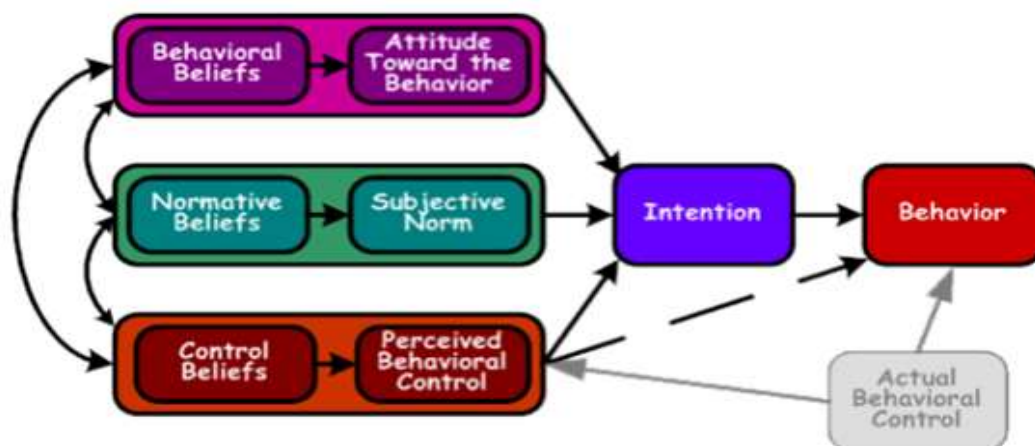 Behavioral
Beliefs
Attitude
Toward the
Behavior
Normative
Beliefs
Subjective
Norm
Intention
Behavior
Control
Beliefs
Perceived
Behavioral
Control
Actual
Behavioral
Control